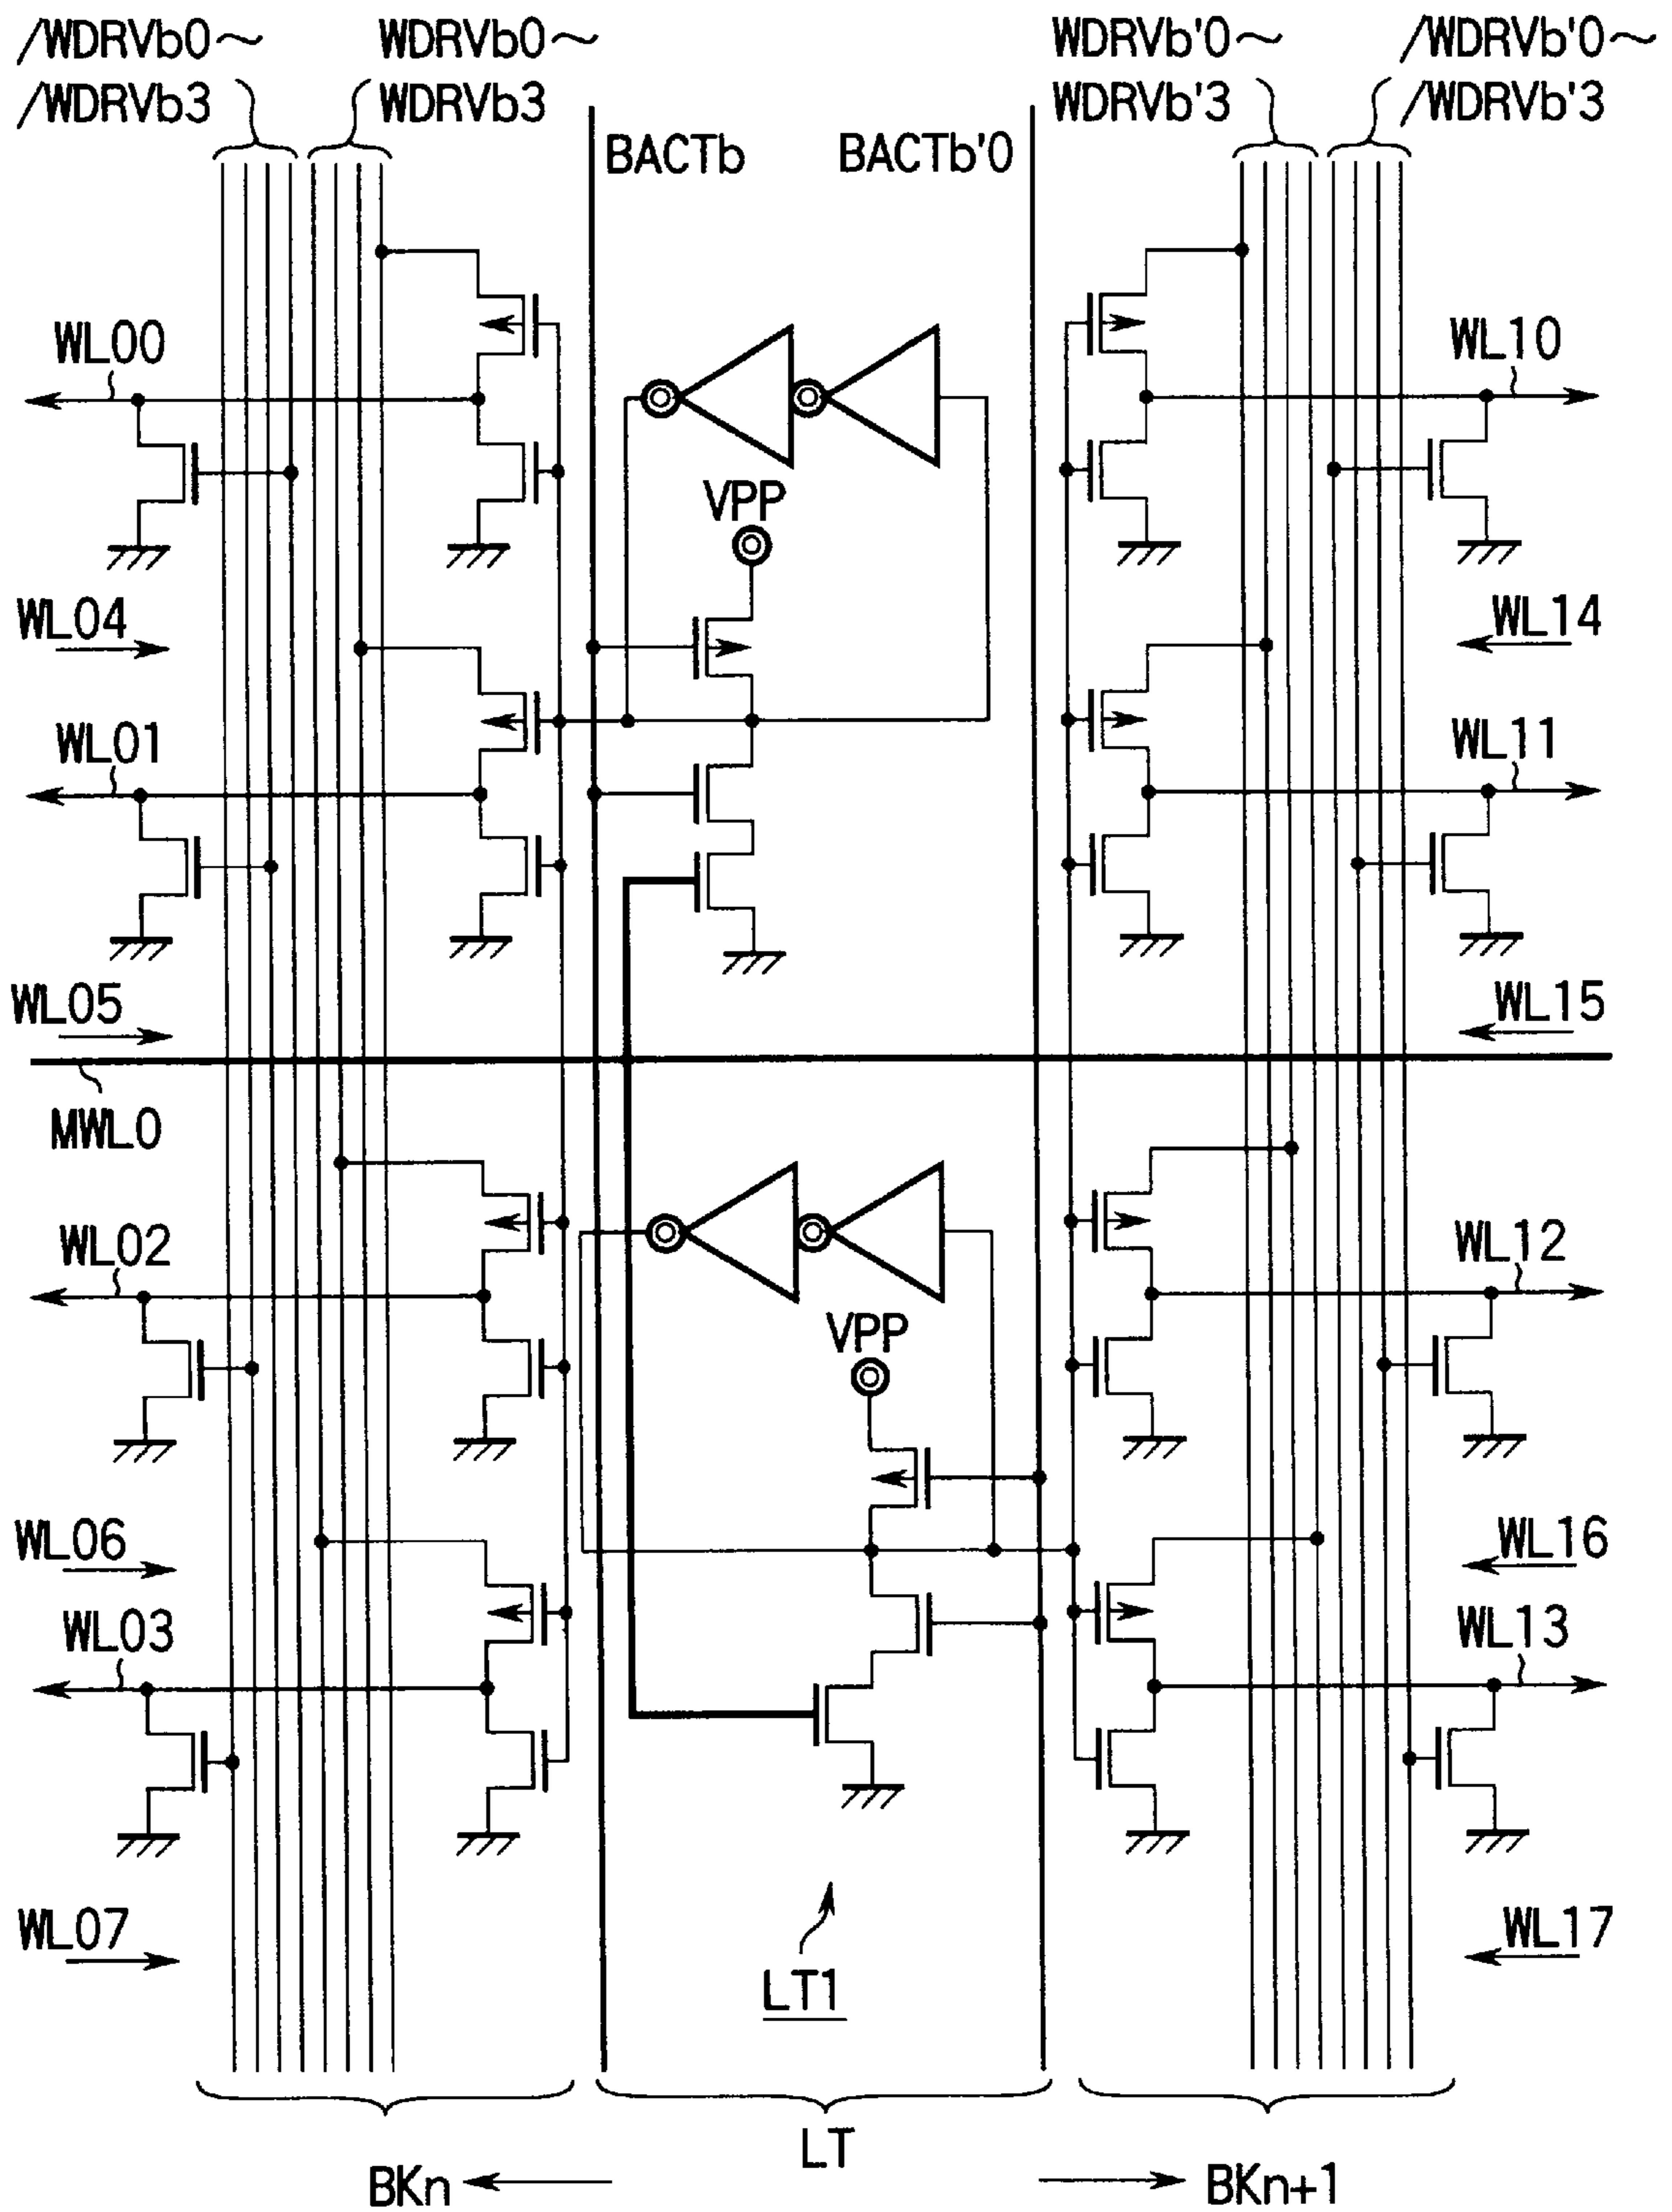 /WDRVb0~ WDRVb0~ WDRVb'0~ /WDRVb'0~
/WDRVb3 WDRVb3 WDRVb'3 /WDRVb'3
BACTb BACTb'0
WL00 WL10
VPP
WL04 WL14
WL01 WL11
WL05 WL15
MWL0
WL02 WL12
VPP
WL06 WL16
WL03 WL13
WL07 WL17
LT1
LT
BKn BKn+1